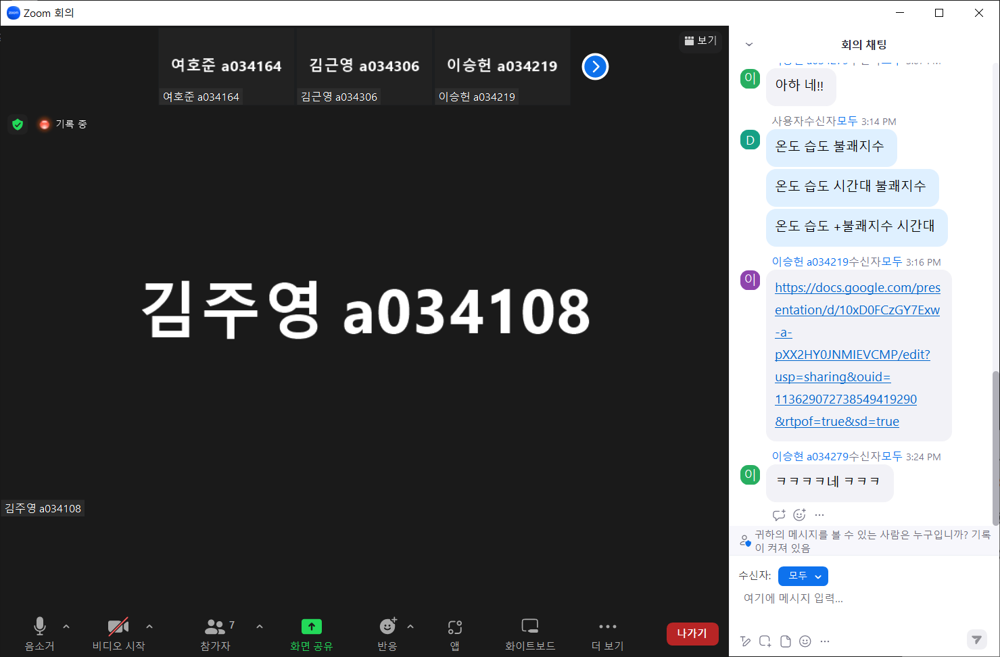 zoom Zoom 회의
여호준 a034164
김근영 a034306
이승헌 a034219
여호준 a034164
김근영 a034306
이승헌 a034219
보기
기록 중
김주영 a034108
김주영 a034108
음소거
비디오 시작
7
참가자
화면 공유
반응
앱
화이트보드
더 보기
나가기
회의 채팅
이
아하 네!!
사용자수신자모두 3:14 PM
D
온도 습도 불쾌지수
온도 습도 시간대 불쾌지수
온도 습도 +불쾌지수 시간대
이승헌 a034219수신자모두 3:16 PM
이
https://docs.google.com/pres
entation/d/10xD0FCzGY7Exw
-a-
pXX2HY0JNMIEVCMP/edit?
usp=sharing&ouid=
113629072738549419290
&rtpof=true&sd=true
이승현 a034279수신자모두 3:24 PM
이
ㅋㅋㅋㅋ네 ㅋㅋㅋ
귀하의 메시지를 볼 수 있는 사람은 누구입니까? 기록
이 켜져 있음
수신자: 모두
여기에 메시지 입력...